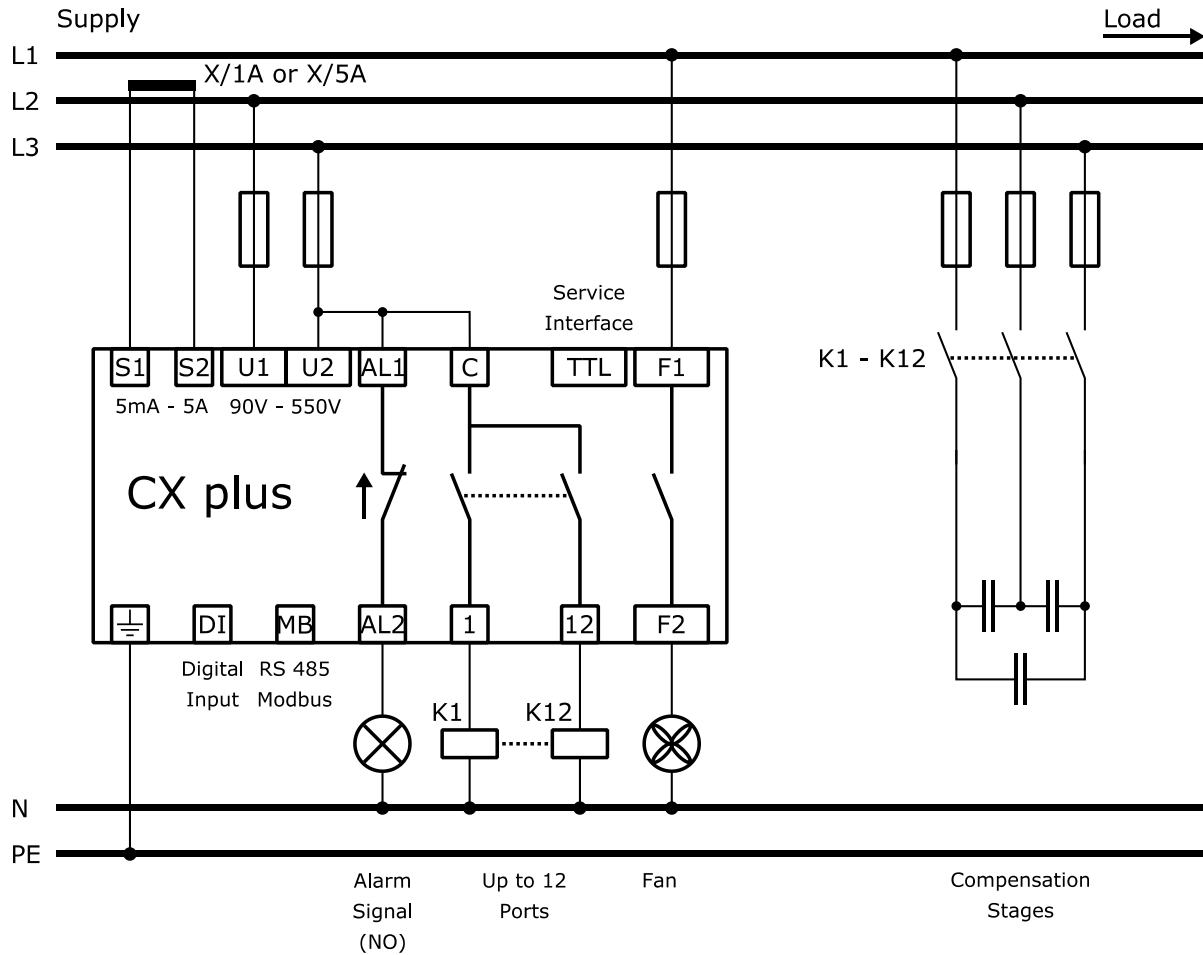 Supply
Load
L1
X/1A or X/5A
L2
L3
Service
Interface
S1 S2 U1 U2 AL1 C TTL F1
5mA - 5A 90V - 550V
K1 - K12
CX plus
DI MB AL2 1 12 F2
Digital RS 485
Input Modbus
K1 K12
N
PE
Alarm Up to 12 Fan Compensation
Signal Ports Stages
(NO)